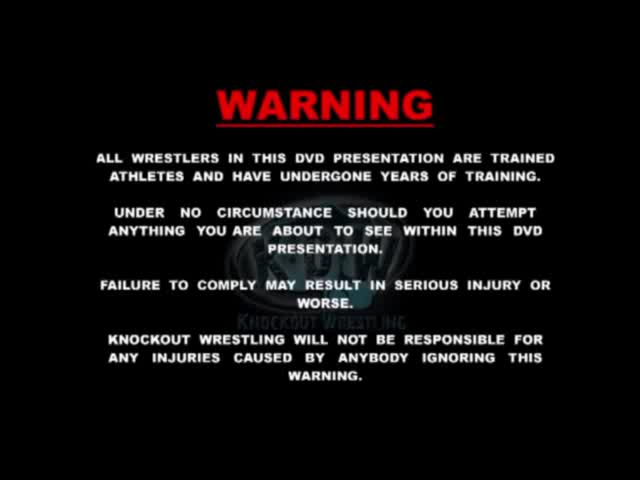 WARNING
ALL WRESTLERS IN THIS DVD PRESENTATION ARE TRAINED
ATHLETES AND HAVE UNDERGONE YEARS OF TRAINING.
UNDER NO CIRCUMSTANCE SHOULD YOU ATTEMPT
ANYTHING YOU ARE ABOUT TO SEE WITHIN THIS DVD
PRESENTATION.
FAILURE TO COMPLY MAY RESULT IN SERIOUS INJURY OR
WORSE.
KNOCKOUT WRESTLING
KNOCKOUT WRESTLING WILL NOT BE RESPONSIBLE FOR
ANY INJURIES CAUSED BY ANYBODY IGNORING THIS
WARNING.